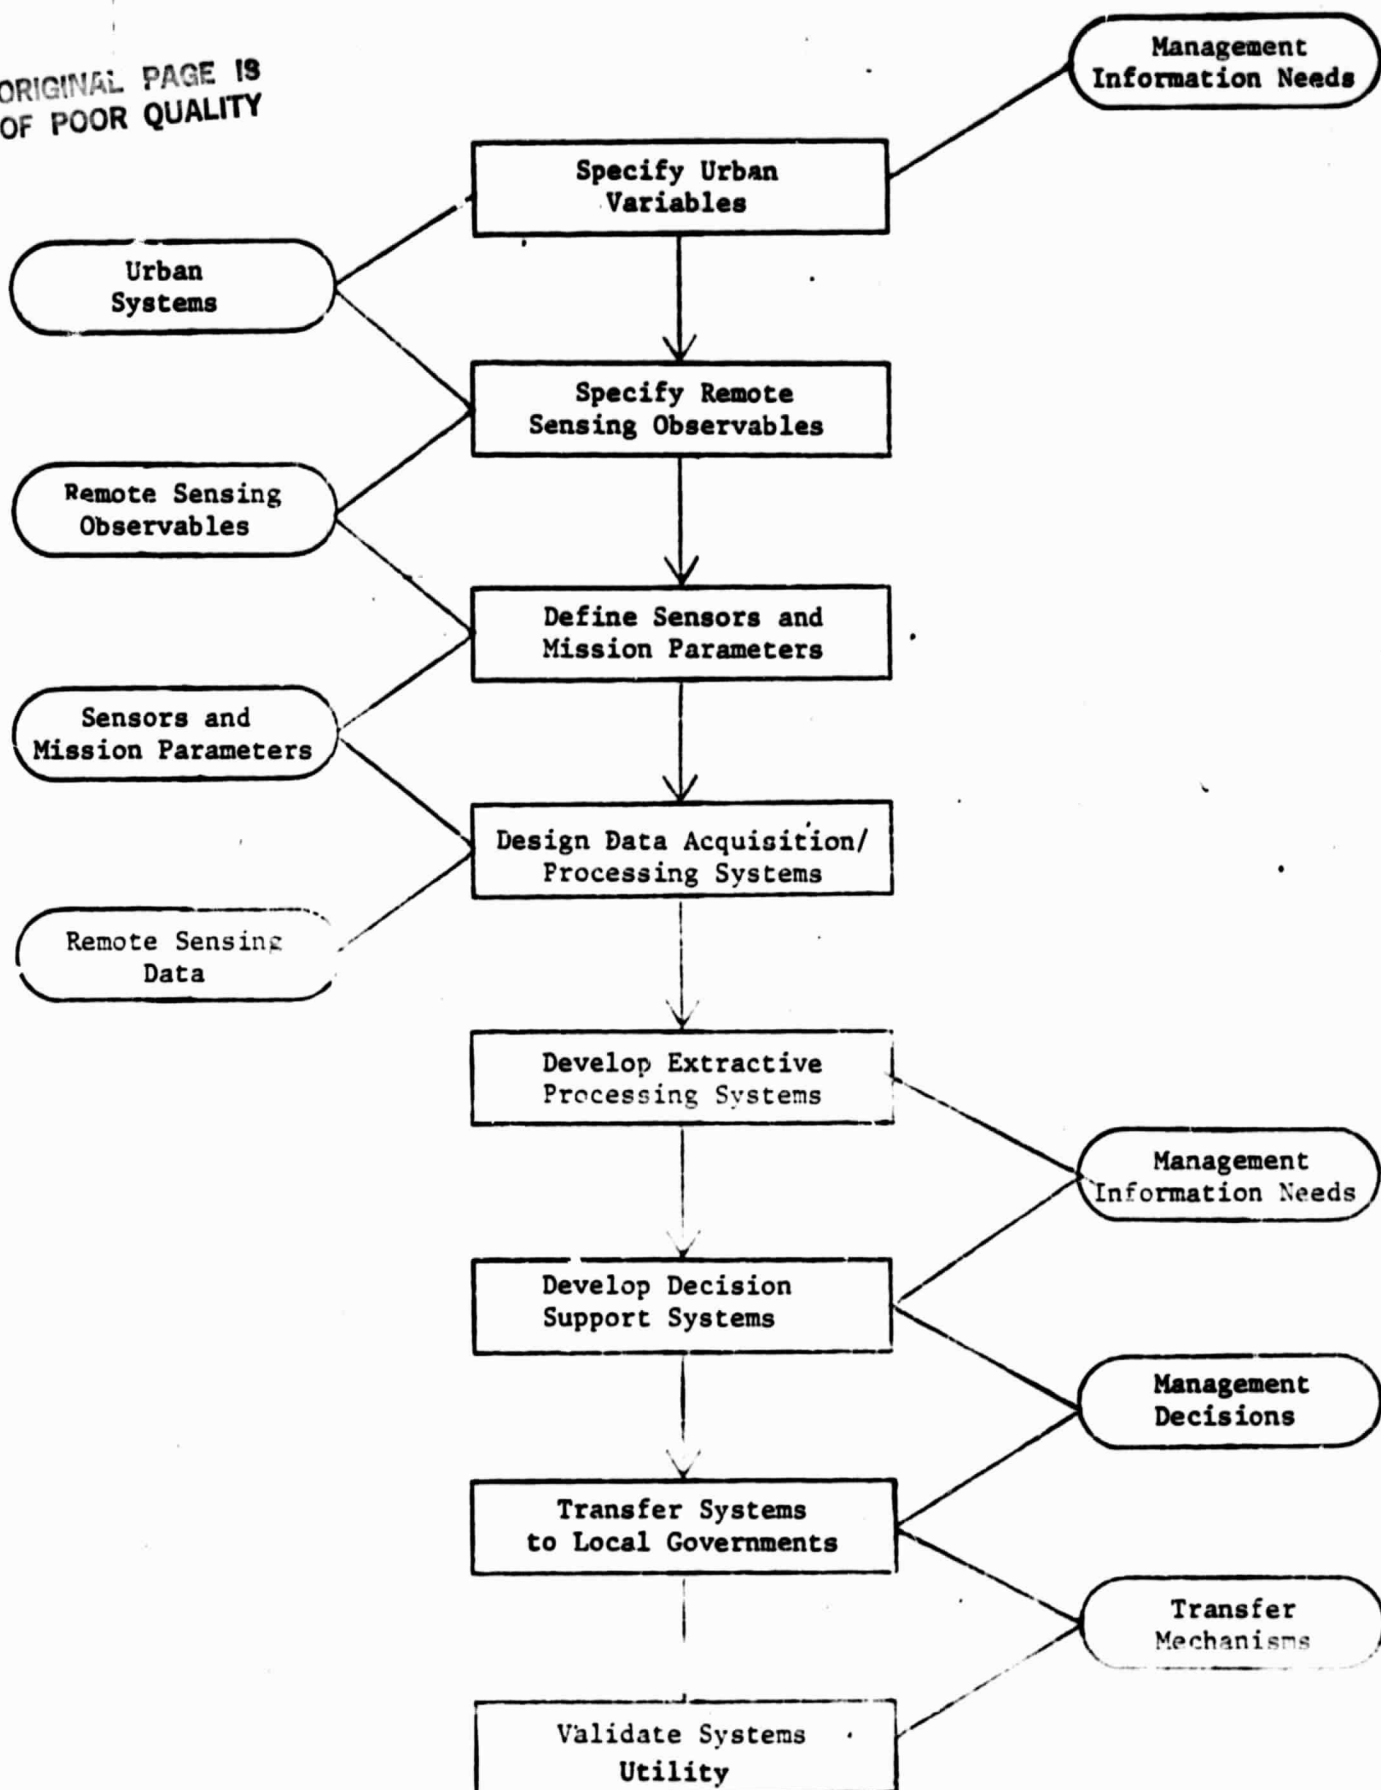 ORIGINAL PAGE IS
OF POOR QUALITY
Management
Information Needs
Specify Urban
Variables
Urban
Systems
Specify Remote
Sensing Observables
Remote Sensing
Observables
Define Sensors and
Mission Parameters
Sensors and
Mission Parameters
Design Data Acquisition/
Processing Systems
Remote Sensing
Data
Develop Extractive
Processing Systems
Management
Information Needs
Develop Decision
Support Systems
Management
Decisions
Transfer Systems
to Local Governments
Transfer
Mechanisms
Validate Systems
Utility